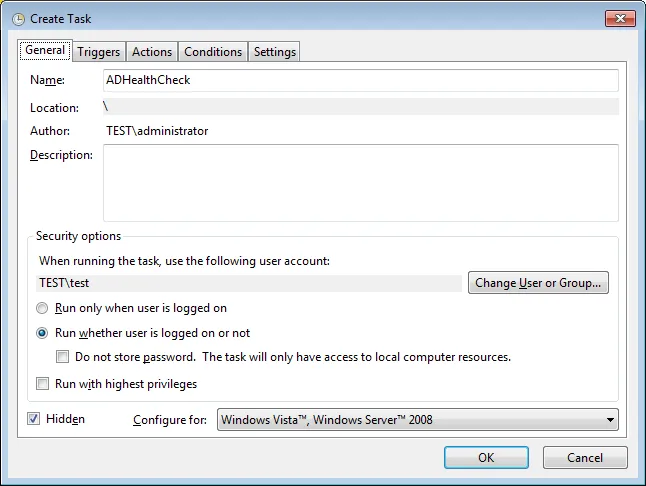 Create Task
General Triggers Actions Conditions Settings
Name: ADHealthCheck
Location: \
Author: TEST\administrator
Description:
Security options
When running the task, use the following user account:
TEST\test Change User or Group...
Run only when user is logged on
Run whether user is logged on or not
Do not store password. The task will only have access to local computer resources.
Run with highest privileges
Hidden Configure for: Windows Vista™, Windows Server™ 2008
OK Cancel